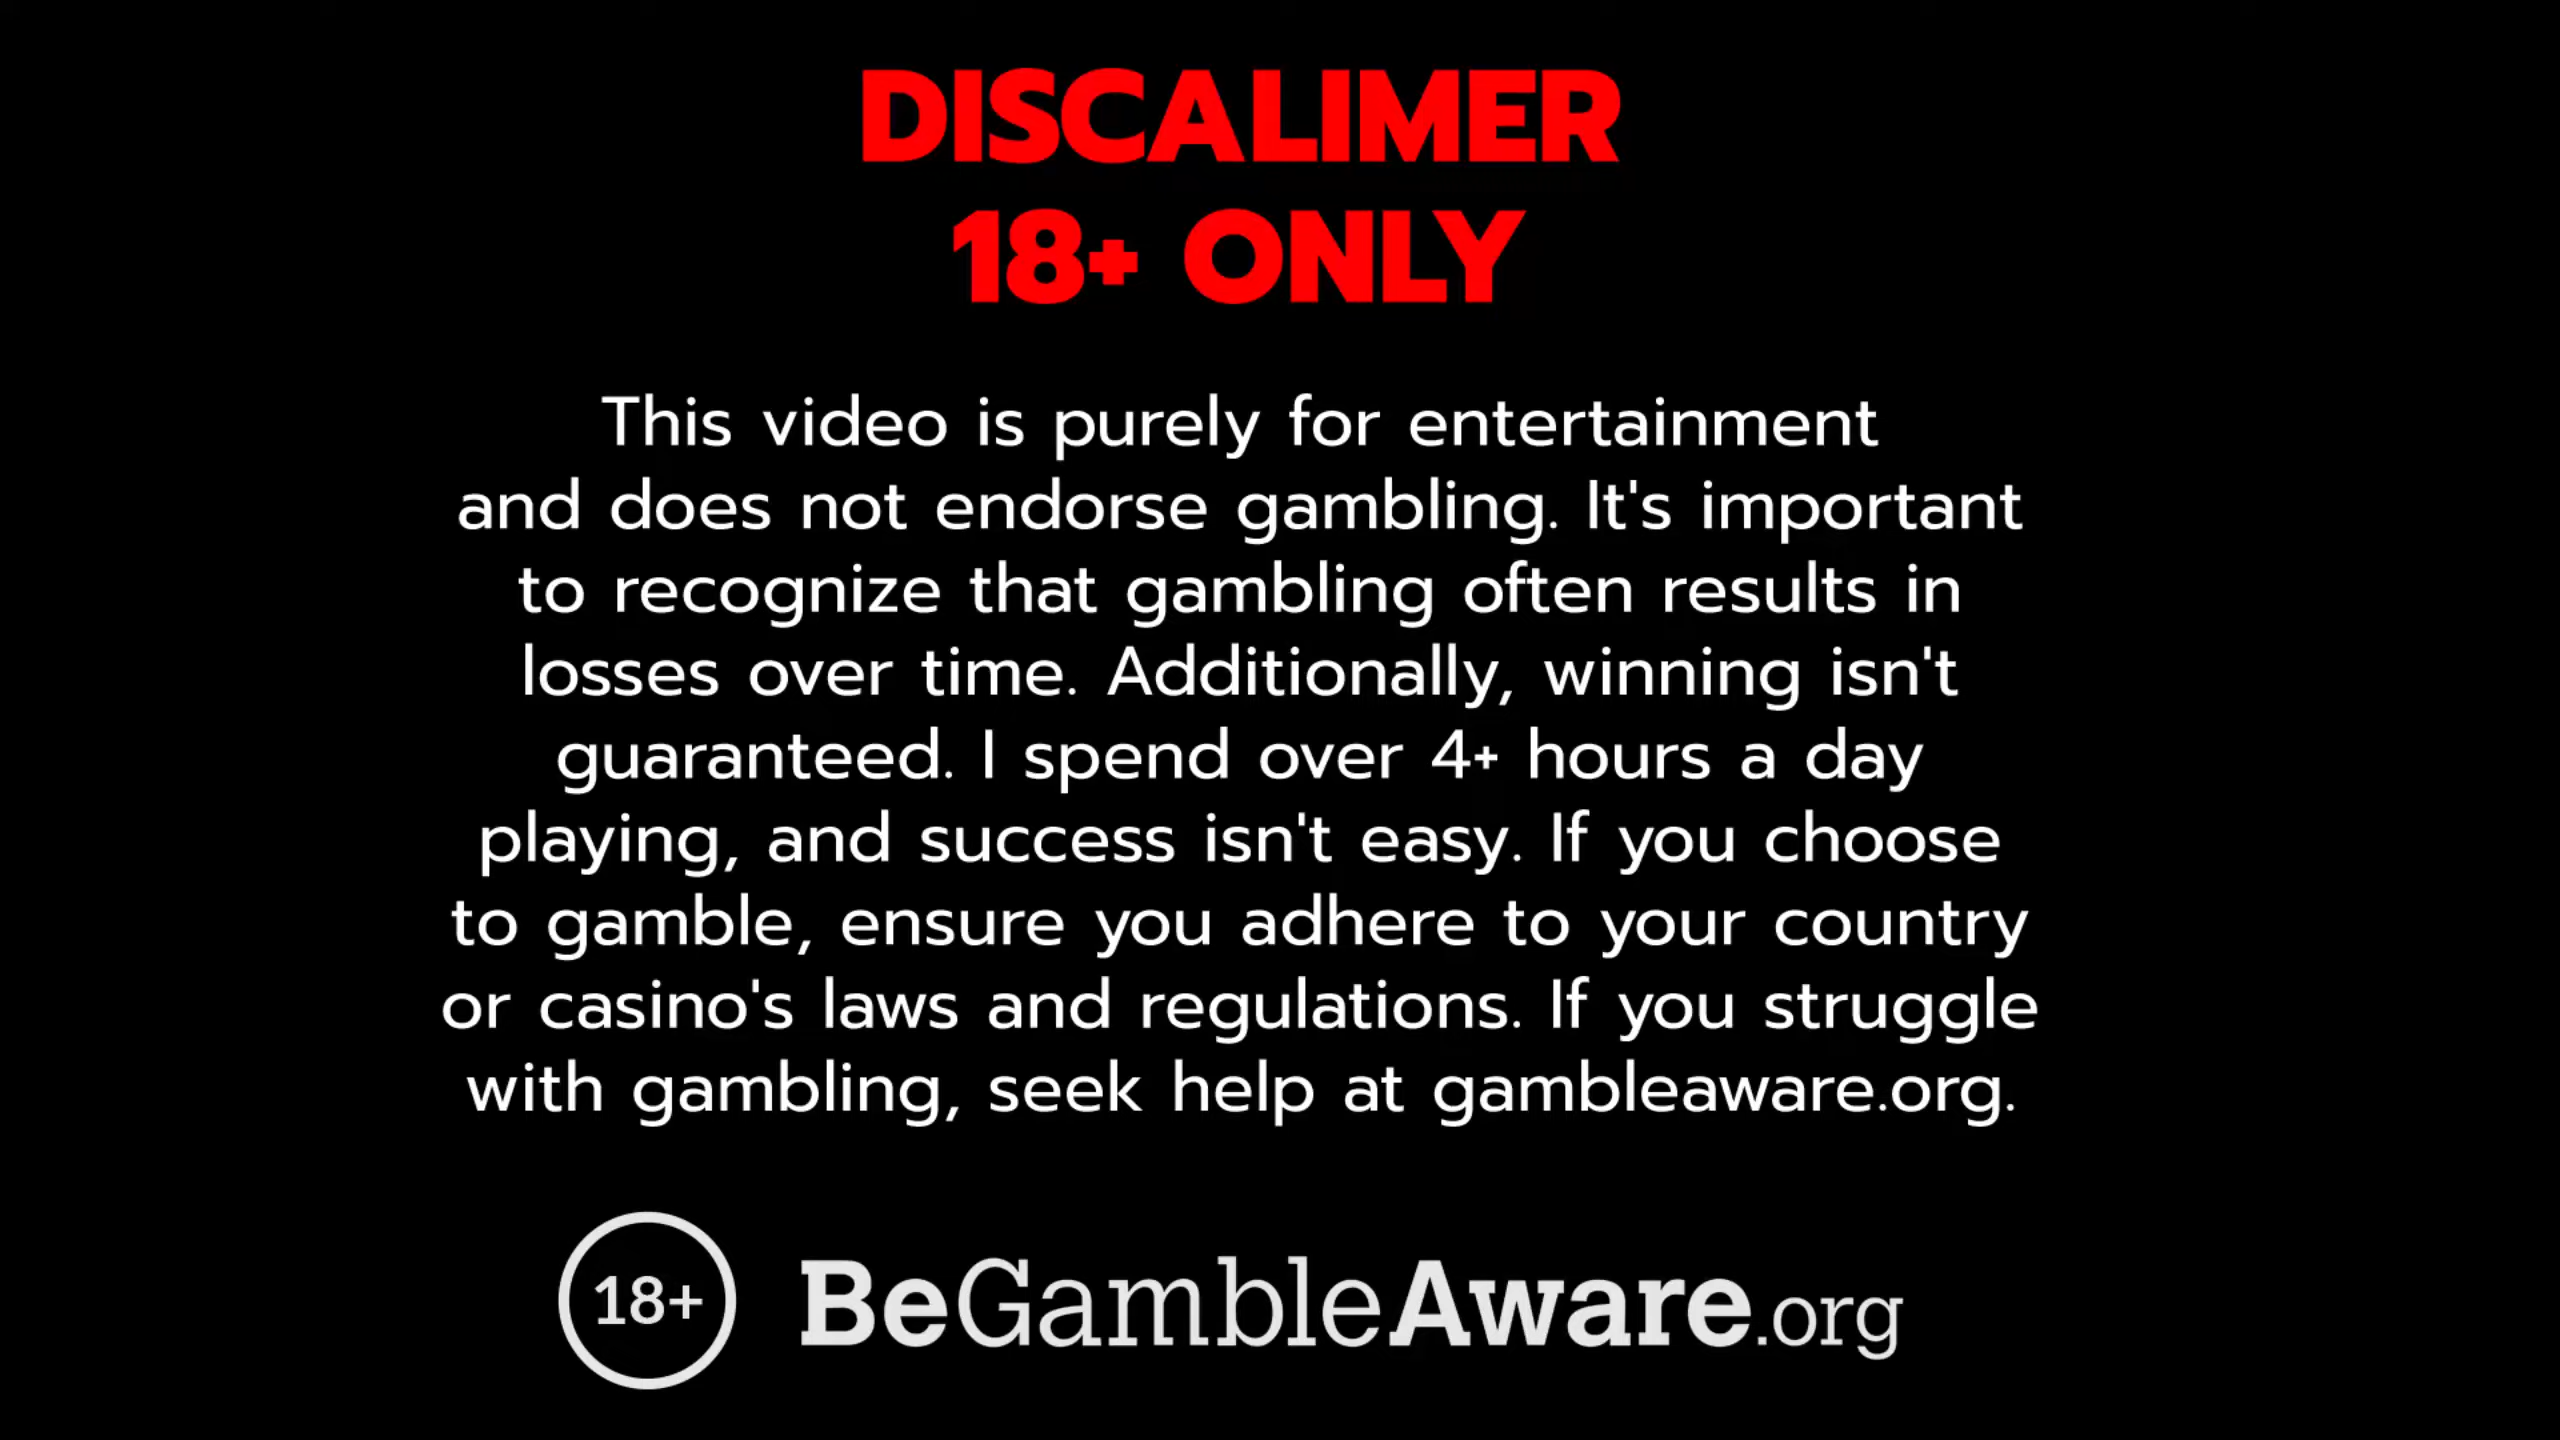 DISCALIMER
18+ ONLY
This video is purely for entertainment
and does not endorse gambling. It's important
to recognize that gambling often results in
losses over time. Additionally, winning isn't
guaranteed. I spend over 4+ hours a day
playing, and success isn't easy. If you choose
to gamble, ensure you adhere to your country
or casino's laws and regulations. If you struggle
with gambling, seek help at gambleaware.org.
18+ BeGambleAware.org